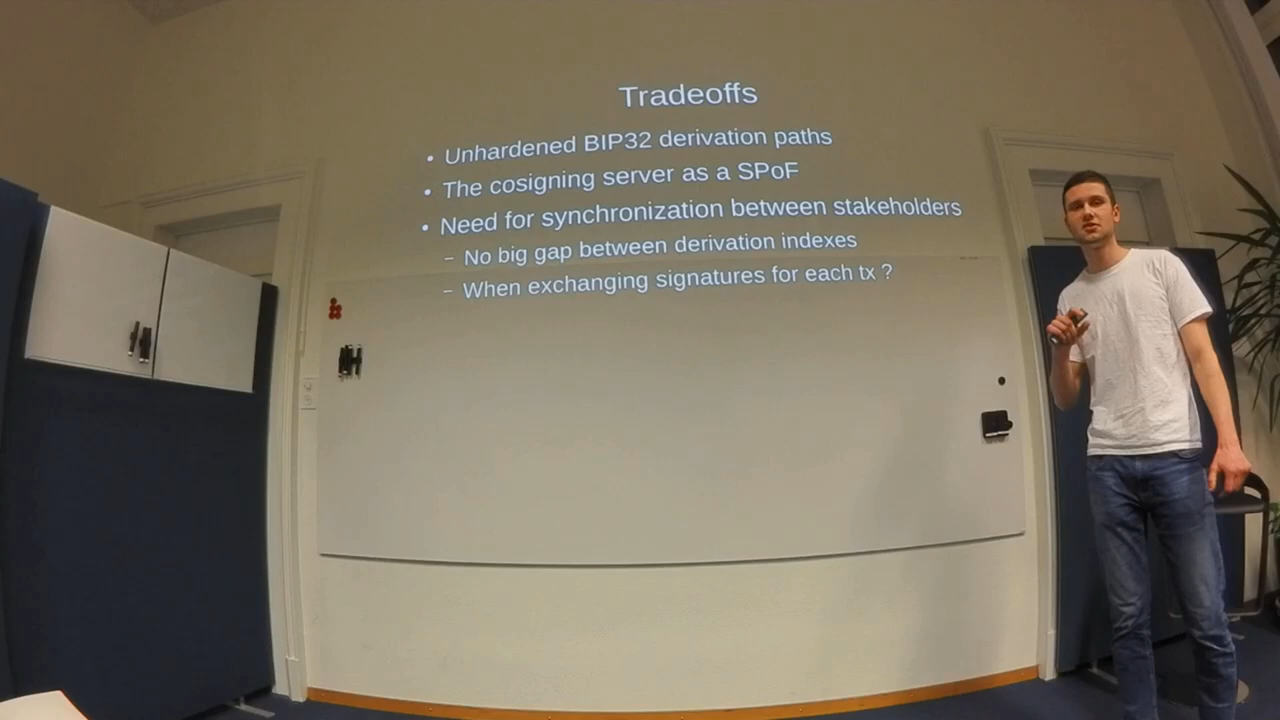 Tradeoffs
• Unhardened BIP32 derivation paths
• The cosigning server as a SPoF
• Need for synchronization between stakeholders
– No big gap between derivation indexes
– When exchanging signatures for each tx ?